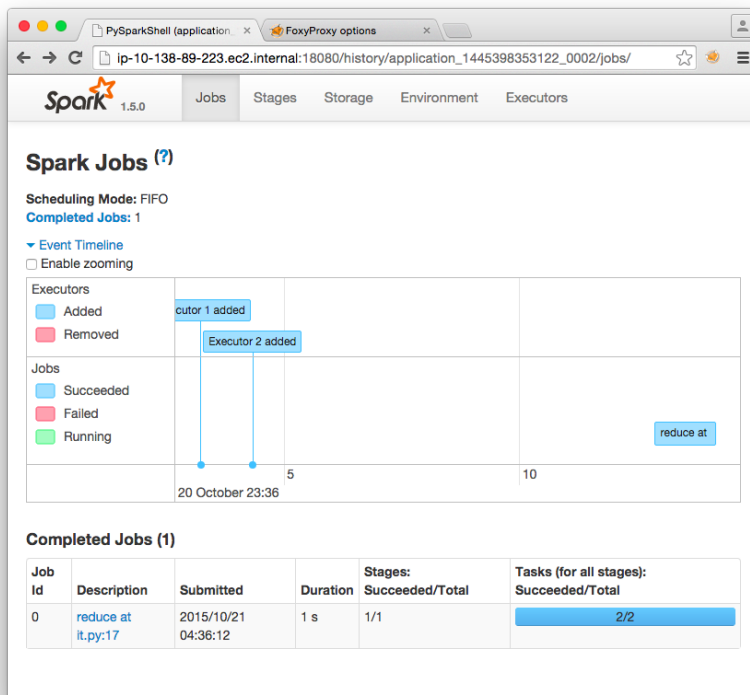 PySparkShell (application_
FoxyProxy options
ip-10-138-89-223.ec2.internal:18080/history/application_1445398353122_0002/jobs/
Spark 1.5.0
Jobs
Stages
Storage
Environment
Executors
Spark Jobs (?)
Scheduling Mode: FIFO
Completed Jobs: 1
Event Timeline
Enable zooming
Executors
Added
Removed
cutor 1 added
Executor 2 added
Jobs
Succeeded
Failed
Running
reduce at
5
10
20 October 23:36
Completed Jobs (1)
Job Id
Description
Submitted
Duration
Stages: Succeeded/Total
Tasks (for all stages): Succeeded/Total
0
reduce at it.py:17
2015/10/21 04:36:12
1 s
1/1
2/2